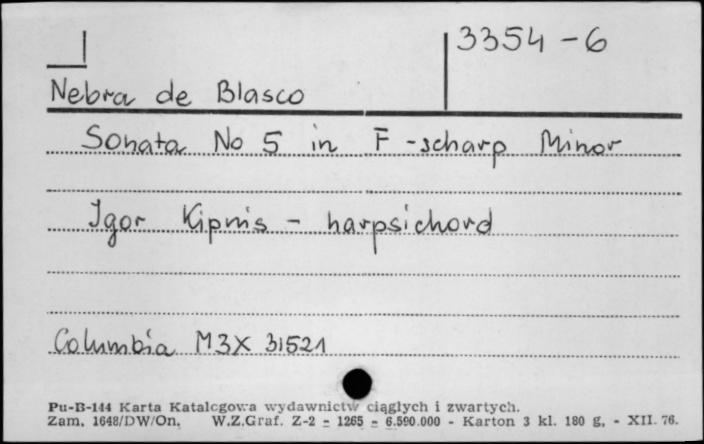 3354-6
Nebra de Blasco
Sonata No 5 in F-scharp Minor
Igor Kipnis - harpsichord
Columbia M3X 31521
Pu-B-144 Karta Katalogowa wydawnictw ciągłych i zwartych.
Zam. 1648/DW/On. W.Z.Graf. Z-2 = 1265 = 6.590.000 - Karton 3 kl. 180 g. - XII. 76.